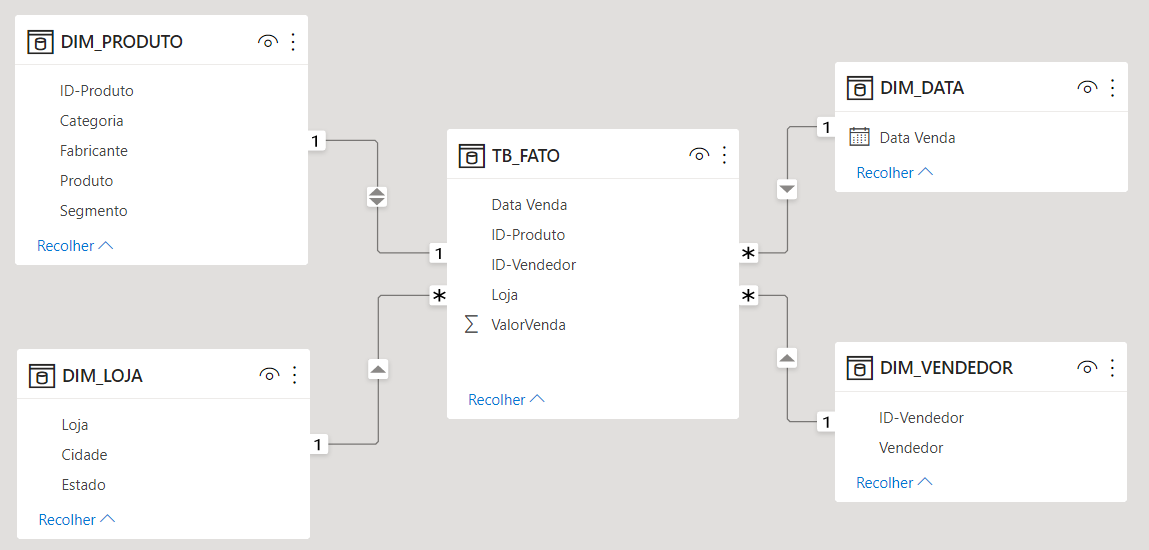 DIM_PRODUTO
ID-Produto
Categoria
Fabricante
Produto
Segmento
Recolher
1
1
TB_FATO
Data Venda
ID-Produto
ID-Vendedor
Loja
ValorVenda
Recolher
*
*
*
DIM_DATA
Data Venda
Recolher
1
DIM_LOJA
Loja
Cidade
Estado
Recolher
1
DIM_VENDEDOR
ID-Vendedor
Vendedor
Recolher
1